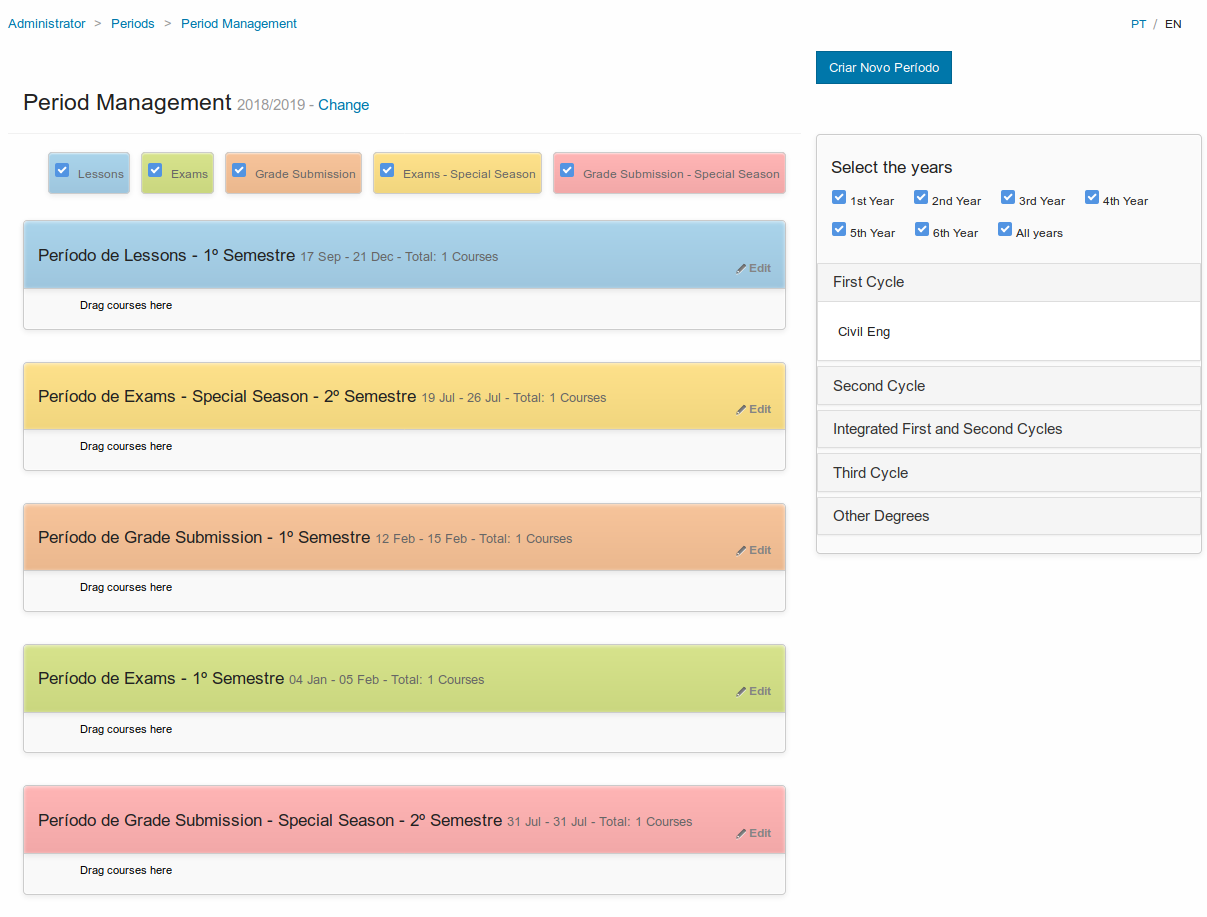 Administrator > Periods > Period Management
PT / EN
Criar Novo Período
Period Management 2018/2019 - Change
Lessons
Exams
Grade Submission
Exams - Special Season
Grade Submission - Special Season
Período de Lessons - 1º Semestre 17 Sep - 21 Dec - Total: 1 Courses
Edit
Drag courses here
Período de Exams - Special Season - 2º Semestre 19 Jul - 26 Jul - Total: 1 Courses
Edit
Drag courses here
Período de Grade Submission - 1º Semestre 12 Feb - 15 Feb - Total: 1 Courses
Edit
Drag courses here
Período de Exams - 1º Semestre 04 Jan - 05 Feb - Total: 1 Courses
Edit
Drag courses here
Período de Grade Submission - Special Season - 2º Semestre 31 Jul - 31 Jul - Total: 1 Courses
Edit
Drag courses here
Select the years
1st Year 2nd Year 3rd Year 4th Year
5th Year 6th Year All years
First Cycle
Civil Eng
Second Cycle
Integrated First and Second Cycles
Third Cycle
Other Degrees